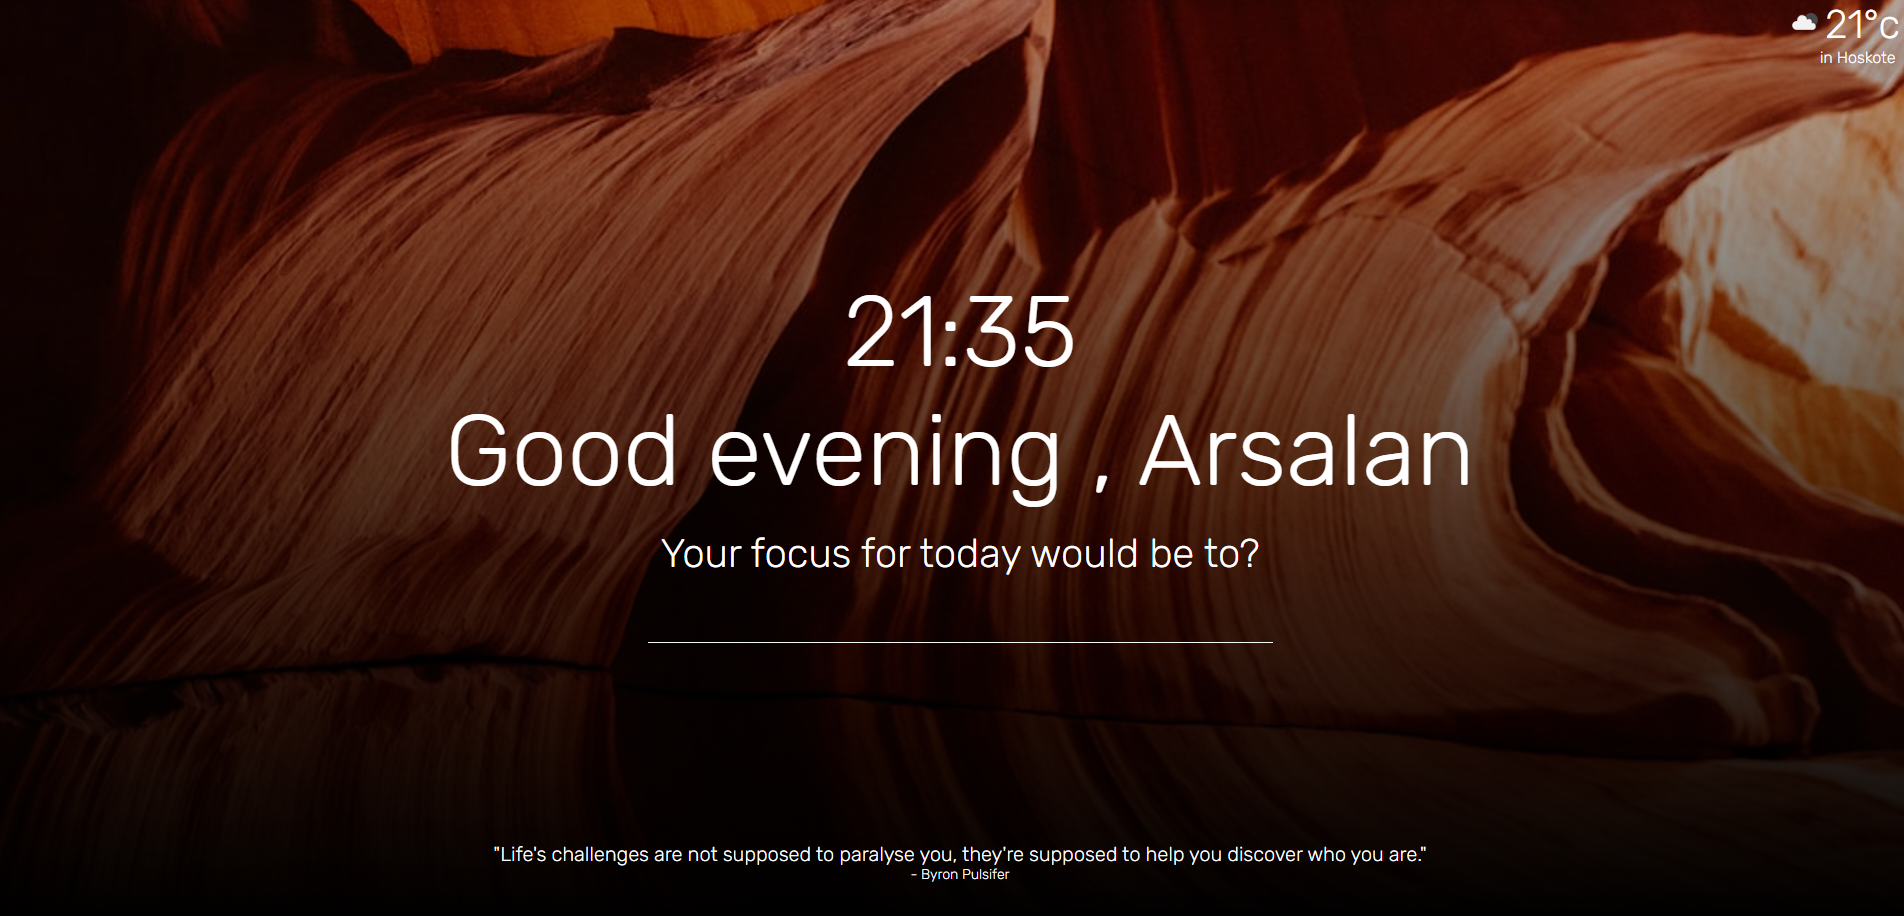 21°c
in Hoskote
21:35
Good evening , Arsalan
Your focus for today would be to?
"Life's challenges are not supposed to paralyse you, they're supposed to help you discover who you are."
- Byron Pulsifer